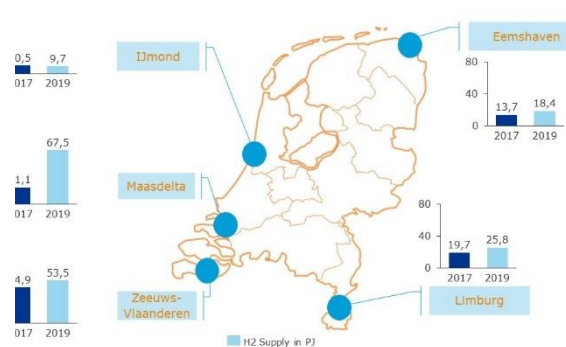 Eemshaven
IJmond
0,5 9,7
017 2019
80
40
0
13,7 18,4
2017 2019
67,5
1,1
017 2019
Maasdelta
80
40
0
19,7 25,8
2017 2019
53,5
4,9
017 2019
Zeeuws-
Vlaanderen
Limburg
H2 Supply in PJ